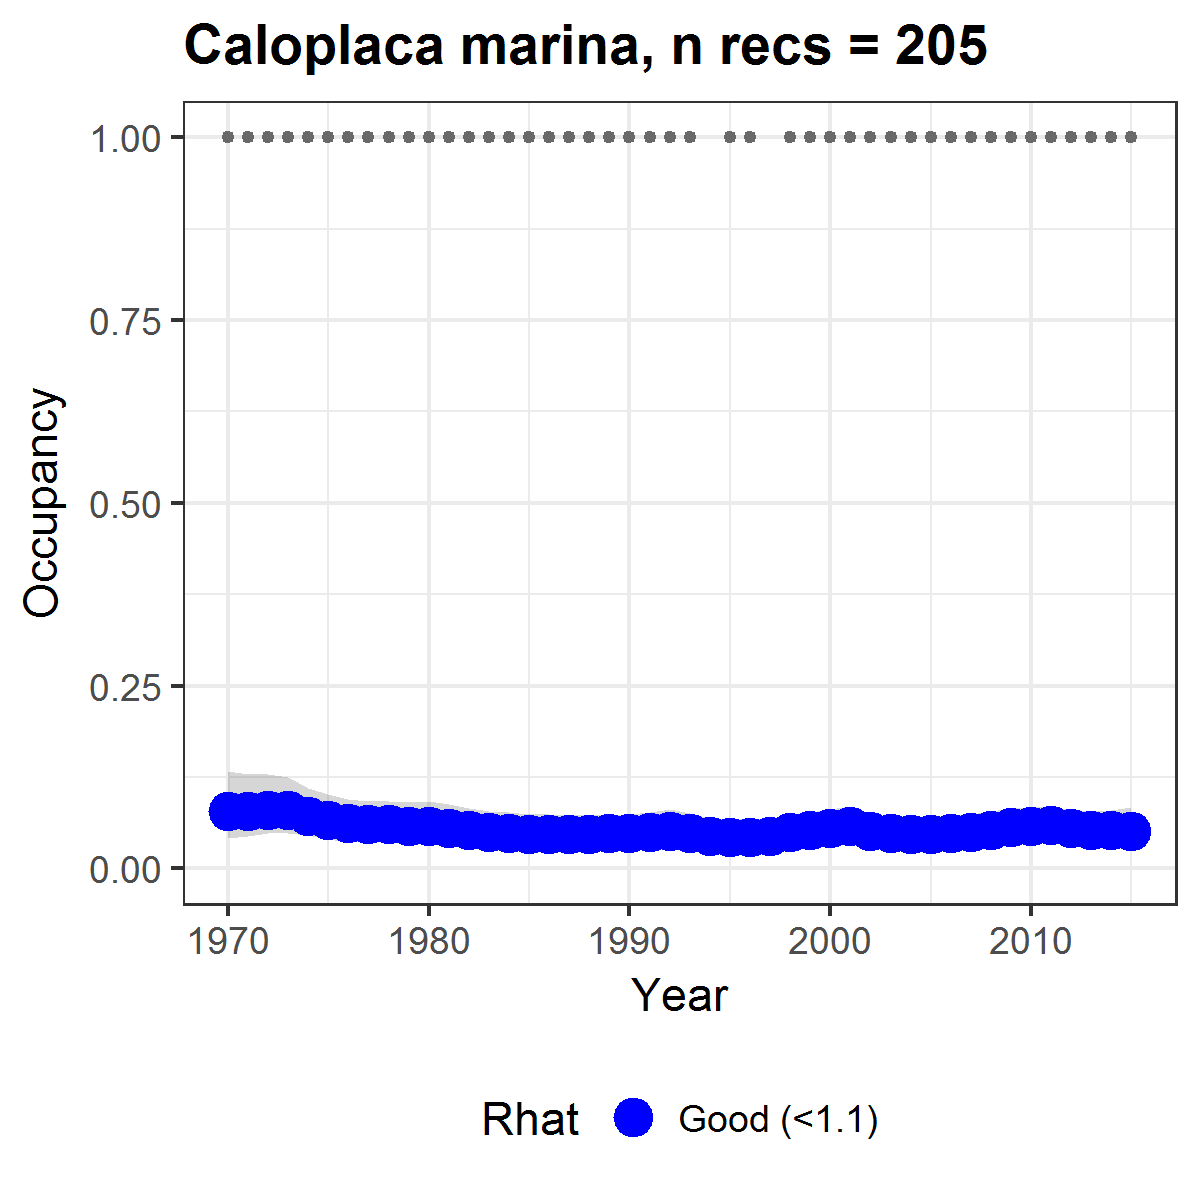 Caloplaca marina, n recs = 205
1.00
0.75
0.50
0.25
0.00
Occupancy
1970 1980 1990 2000 2010
Year
Rhat Good (<1.1)